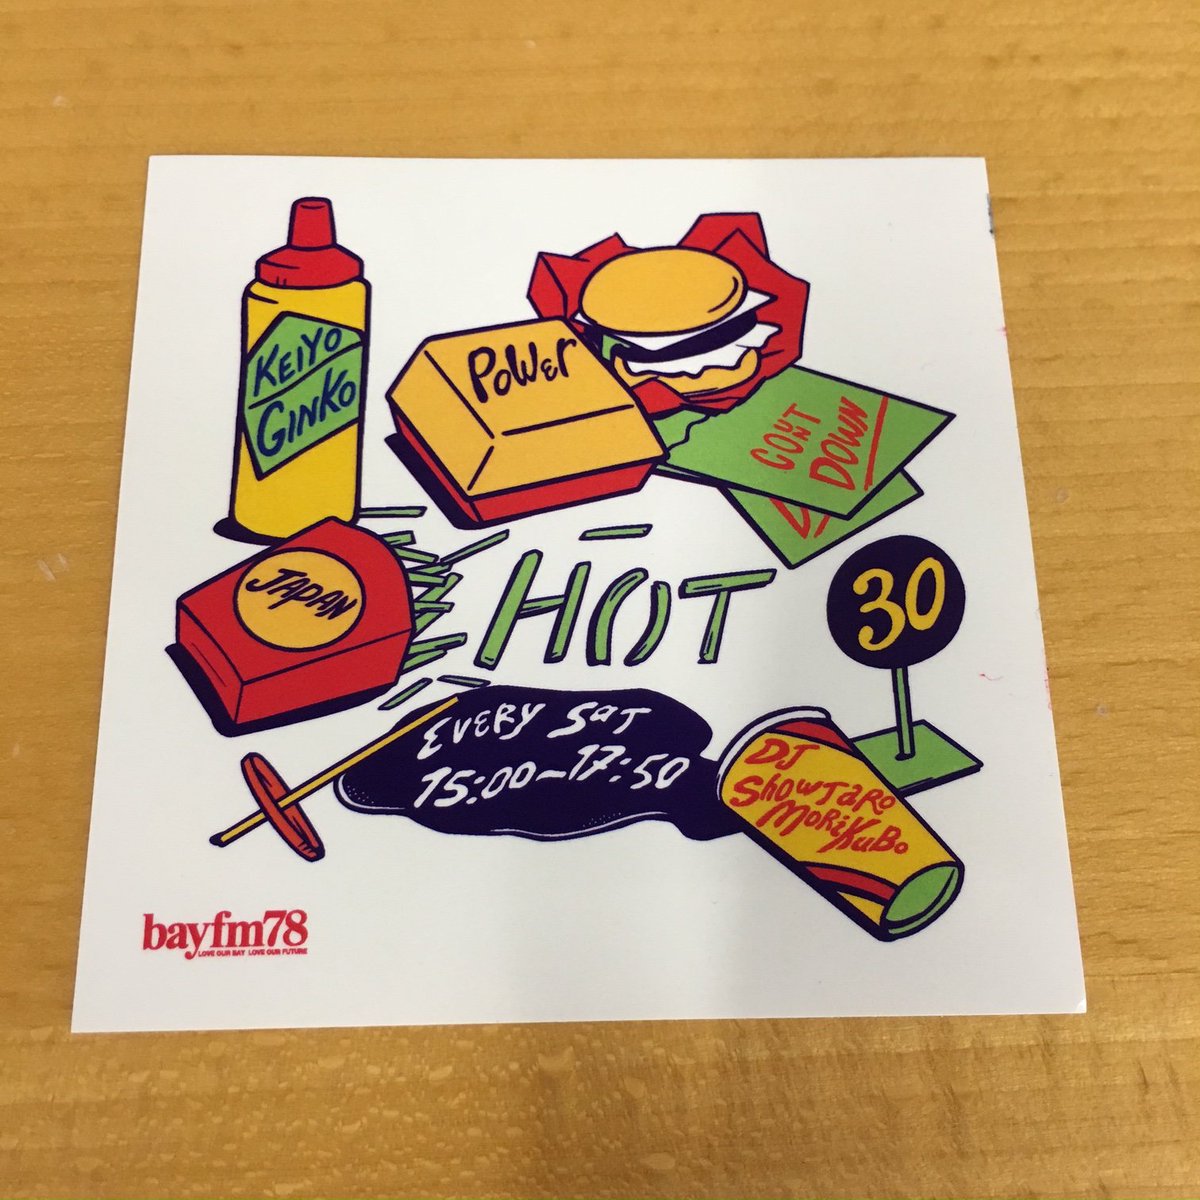 KEIYO
GINKO
POWER
COUNT
DOWN
JAPAN
HOT
30
EVERY SAT
15:00~17:50
DJ
SHOWTARO
MORIKUBO
bayfm78
LOVE OUR BAY LOVE OUR FUTURE